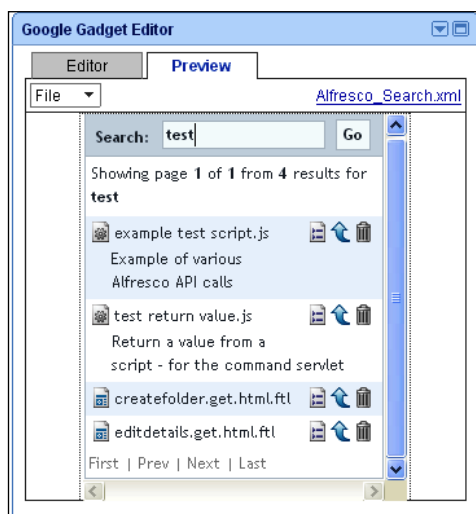 Google Gadget Editor
Editor Preview
File Alfresco_Search.xml
Search: test Go
Showing page 1 of 1 from 4 results for
test
example test script.js
Example of various
Alfresco API calls
test return value.js
Return a value from a
script - for the command servlet
createfolder.get.html.ftl
editdetails.get.html.ftl
First | Prev | Next | Last